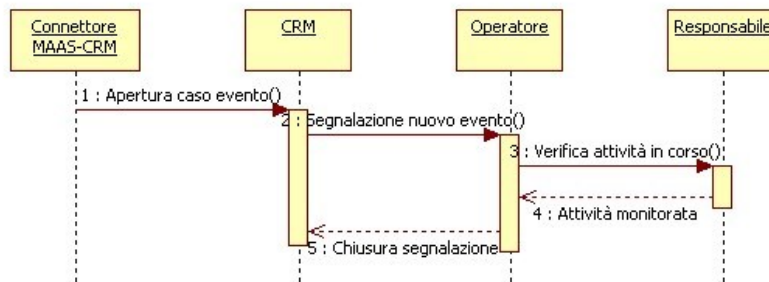 Connettore
MAAS-CRM
CRM
Operatore
Responsabile
1 : Apertura caso evento()
2 : Segnalazione nuovo evento()
3 : Verifica attività in corso()
4 : Attività monitorata
5 : Chiusura segnalazione